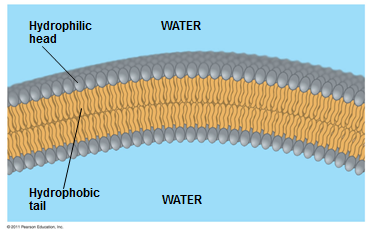 Hydrophilic
head
WATER
Hydrophobic
tail
WATER
© 2011 Pearson Education, Inc.